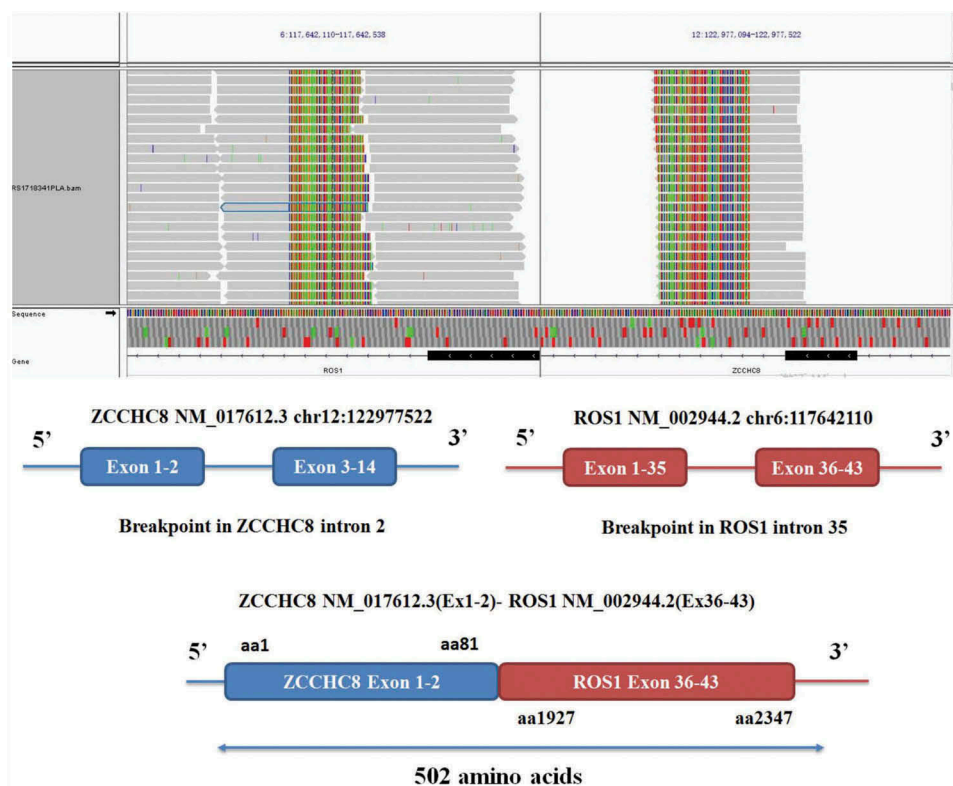 6:117,642,110-117,642,538 12:122,977,094-122,977,522
RS1718341PLA.bam
Sequence
Gene
ROS1 ZCCHC8
ZCCHC8 NM_017612.3 chr12:122977522 ROS1 NM_002944.2 chr6:117642110
5’ 3’ 5’ 3’
Exon 1-2 Exon 3-14 Exon 1-35 Exon 36-43
Breakpoint in ZCCHC8 intron 2 Breakpoint in ROS1 intron 35
ZCCHC8 NM_017612.3(Ex1-2)- ROS1 NM_002944.2(Ex36-43)
5’ aa1 aa81 3’
ZCCHC8 Exon 1-2 ROS1 Exon 36-43
aa1927 aa2347
502 amino acids